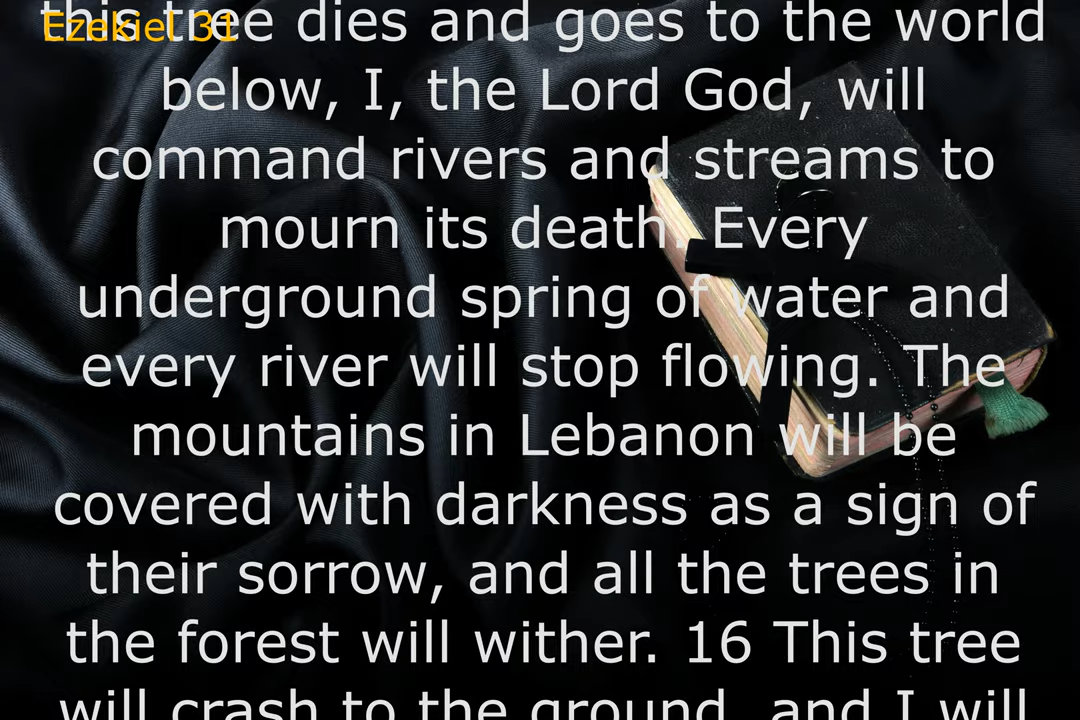 Ezekiel 31
this tree dies and goes to the world
below, I, the Lord God, will
command rivers and streams to
mourn its death. Every
underground spring of water and
every river will stop flowing. The
mountains in Lebanon will be
covered with darkness as a sign of
their sorrow, and all the trees in
the forest will wither. 16 This tree
will crash to the ground, and I will